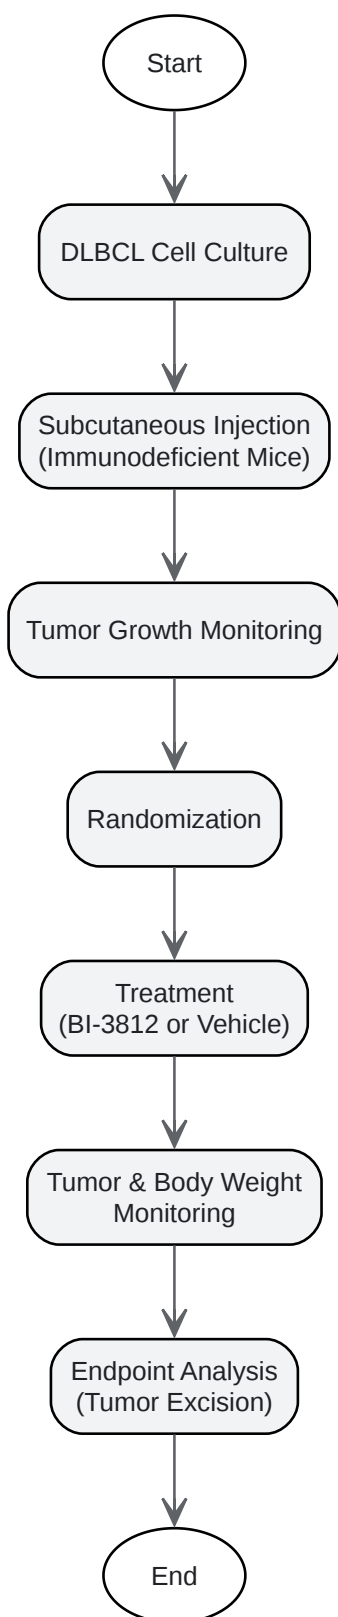 Start
DLBCL Cell Culture
Subcutaneous Injection
(Immunodeficient Mice)
Tumor Growth Monitoring
Randomization
Treatment
(BI-3812 or Vehicle)
Tumor & Body Weight
Monitoring
Endpoint Analysis
(Tumor Excision)
End